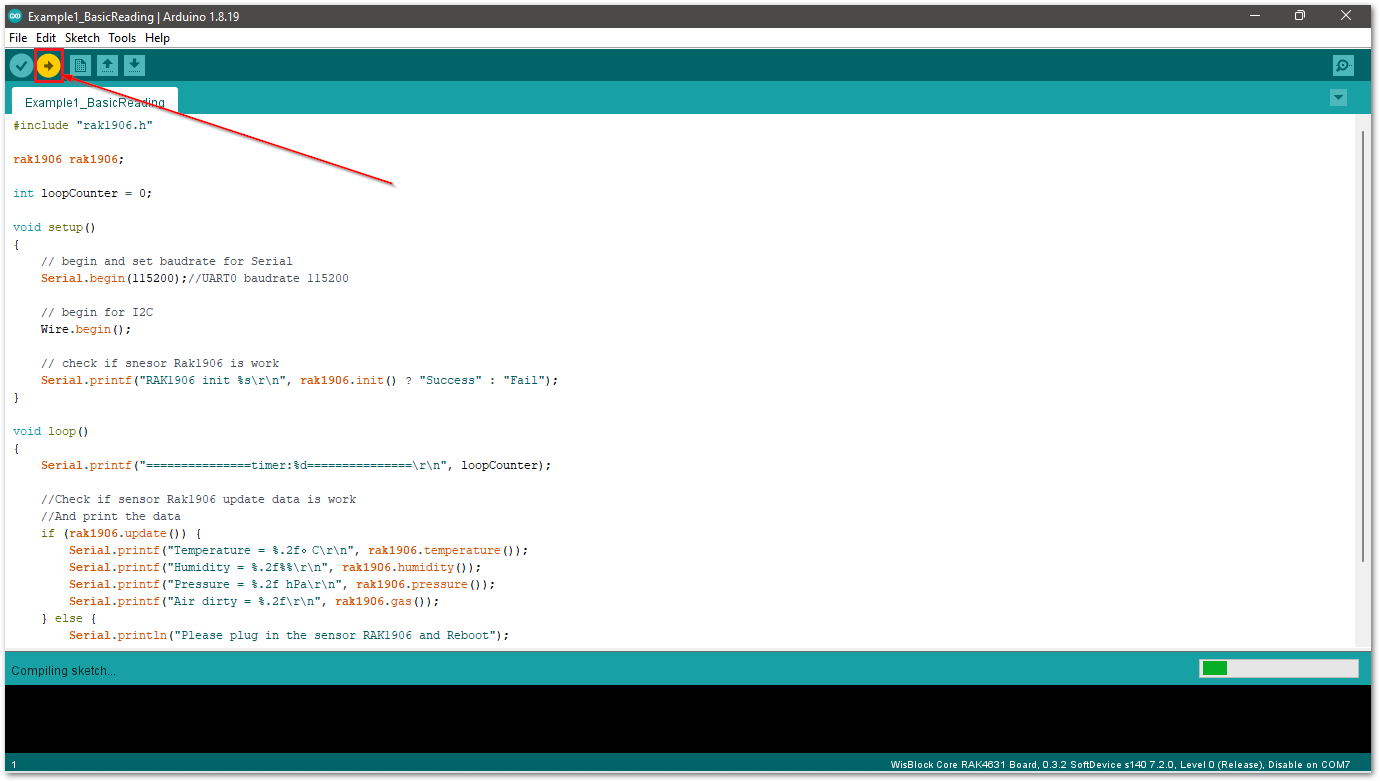 Example1_BasicReading | Arduino 1.8.19
File Edit Sketch Tools Help
Example1_BasicReading
#include "rak1906.h"
rak1906 rak1906;
int loopCounter = 0;
void setup()
{
// begin and set baudrate for Serial
Serial.begin(115200);//UART0 baudrate 115200
// begin for I2C
Wire.begin();
// check if snesor Rak1906 is work
Serial.printf("RAK1906 init %s\r\n", rak1906.init() ? "Success" : "Fail");
}
void loop()
{
Serial.printf("===============timer:%d===============\r\n", loopCounter);
//Check if sensor Rak1906 update data is work
//And print the data
if (rak1906.update()) {
Serial.printf("Temperature = %.2f∘C\r\n", rak1906.temperature());
Serial.printf("Humidity = %.2f%%\r\n", rak1906.humidity());
Serial.printf("Pressure = %.2f hPa\r\n", rak1906.pressure());
Serial.printf("Air dirty = %.2f\r\n", rak1906.gas());
} else {
Serial.println("Please plug in the sensor RAK1906 and Reboot");
Compiling sketch...
1 WisBlock Core RAK4631 Board, 0.3.2 SoftDevice s140 7.2.0, Level 0 (Release), Disable on COM7